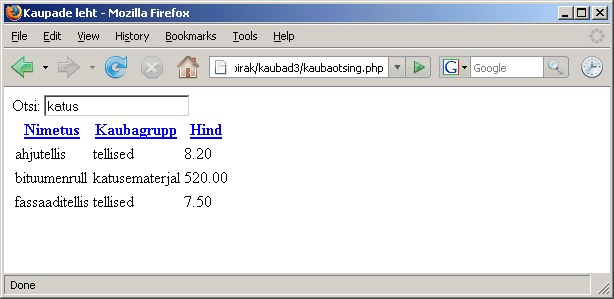 Kaupade leht - Mozilla Firefox
File Edit View History Bookmarks Tools Help
pirak/kaubad3/kaubaotsing.php G Google
Otsi: katus
Nimetus Kaubagrupp Hind
ahjutellis tellised 8.20
bituumenrull katusematerjal 520.00
fassaaditellis tellised 7.50
Done